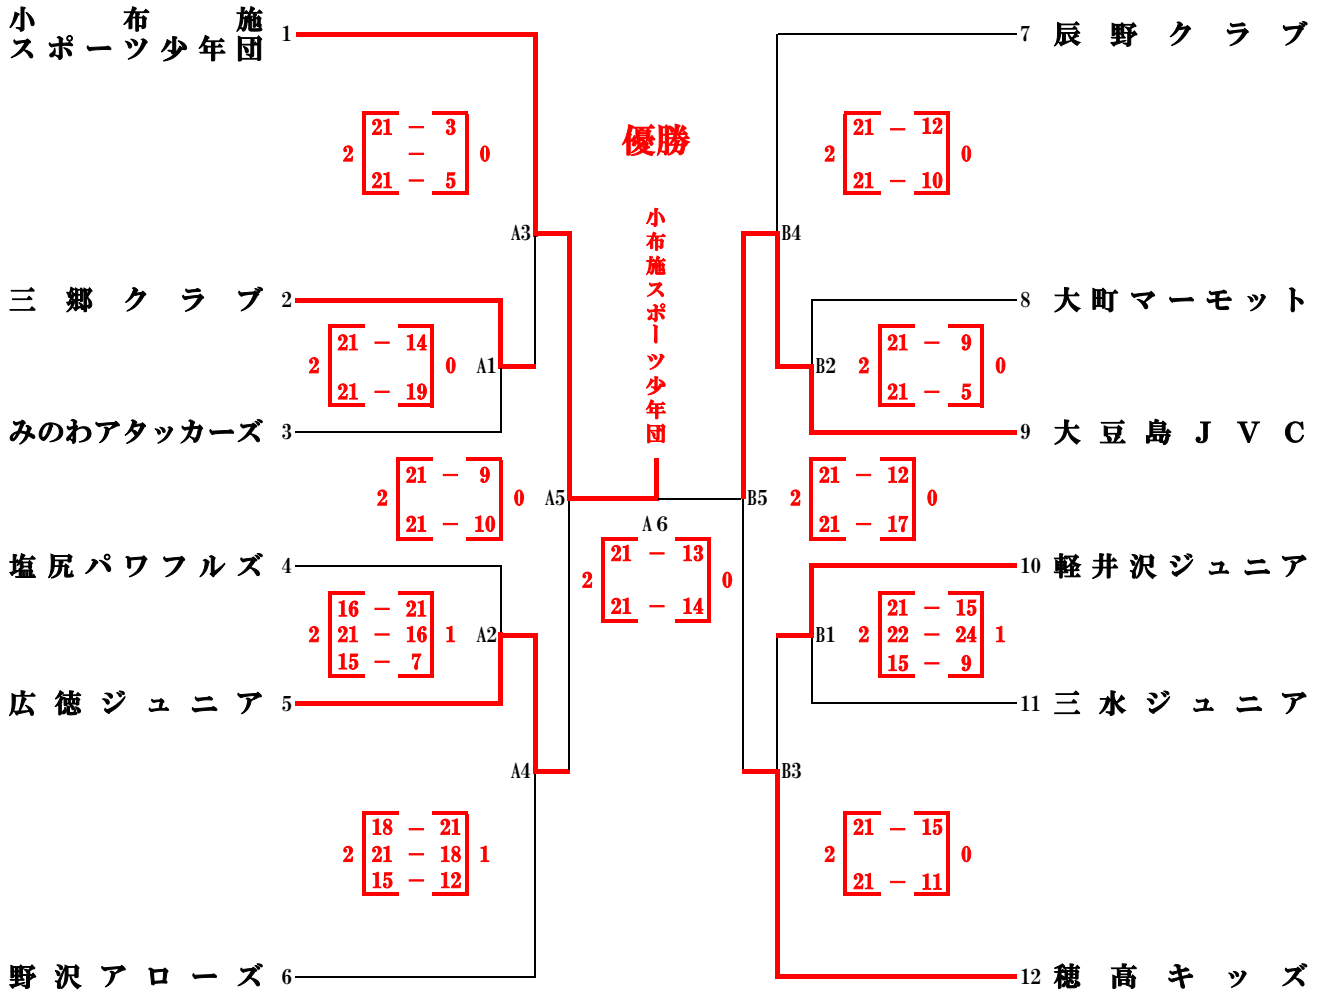 小布施
スポーツ少年団 1
7 辰野クラブ
21 － 3
2 － 0
21 － 5
優勝
21 － 12
2 0
21 － 10
小布施スポーツ少年団
A3
B4
三郷クラブ 2
8 大町マーモット
21 － 14
2 0
21 － 19
A1
B2
21 － 9
2 0
21 － 5
みのわアタッカーズ 3
9 大豆島ＪＶＣ
21 － 9
2 0
21 － 10
A5
B5
21 － 12
2 0
21 － 17
A 6
21 － 13
2 0
21 － 14
塩尻パワフルズ 4
10 軽井沢ジュニア
16 － 21
2 21 － 16 1
15 － 7
A2
B1
21 － 15
2 22 － 24 1
15 － 9
広徳ジュニア 5
11 三水ジュニア
A4
B3
18 － 21
2 21 － 18 1
15 － 12
21 － 15
2 0
21 － 11
野沢アローズ 6
12 穂高キッズ